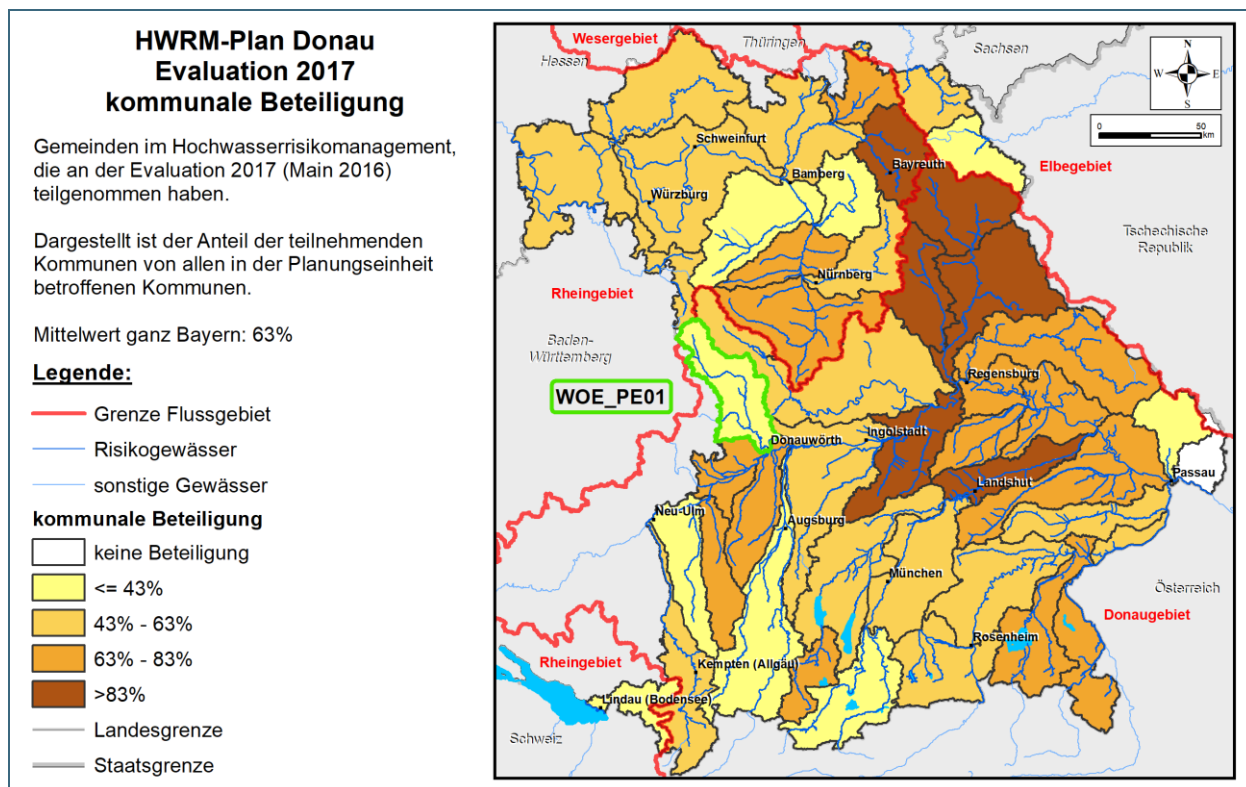 HWRM-Plan Donau
Evaluation 2017
kommunale Beteiligung
Gemeinden im Hochwasserrisikomanagement,
die an der Evaluation 2017 (Main 2016)
teilgenommen haben.
Dargestellt ist der Anteil der teilnehmenden
Kommunen von allen in der Planungseinheit
betroffenen Kommunen.
Mittelwert ganz Bayern: 63%
Legende:
Grenze Flussgebiet
Risikogewässer
sonstige Gewässer
kommunale Beteiligung
keine Beteiligung
<= 43%
43% - 63%
63% - 83%
>83%
Landesgrenze
Staatsgrenze
Wesergebiet
Thüringen
Sachsen
Hessen
N
W
E
S
0
50
km
Schweinfurt
Bamberg
Bayreuth
Elbegebiet
Würzburg
Tschechische
Republik
Nürnberg
Rheingebiet
Baden-
Württemberg
WOE_PE01
Regensburg
Donauwörth
Ingolstadt
Passau
Landshut
Neu-Ulm
Augsburg
München
Österreich
Donaugebiet
Rosenheim
Rheingebiet
Kempten (Allgäu)
Lindau (Bodensee)
Schweiz